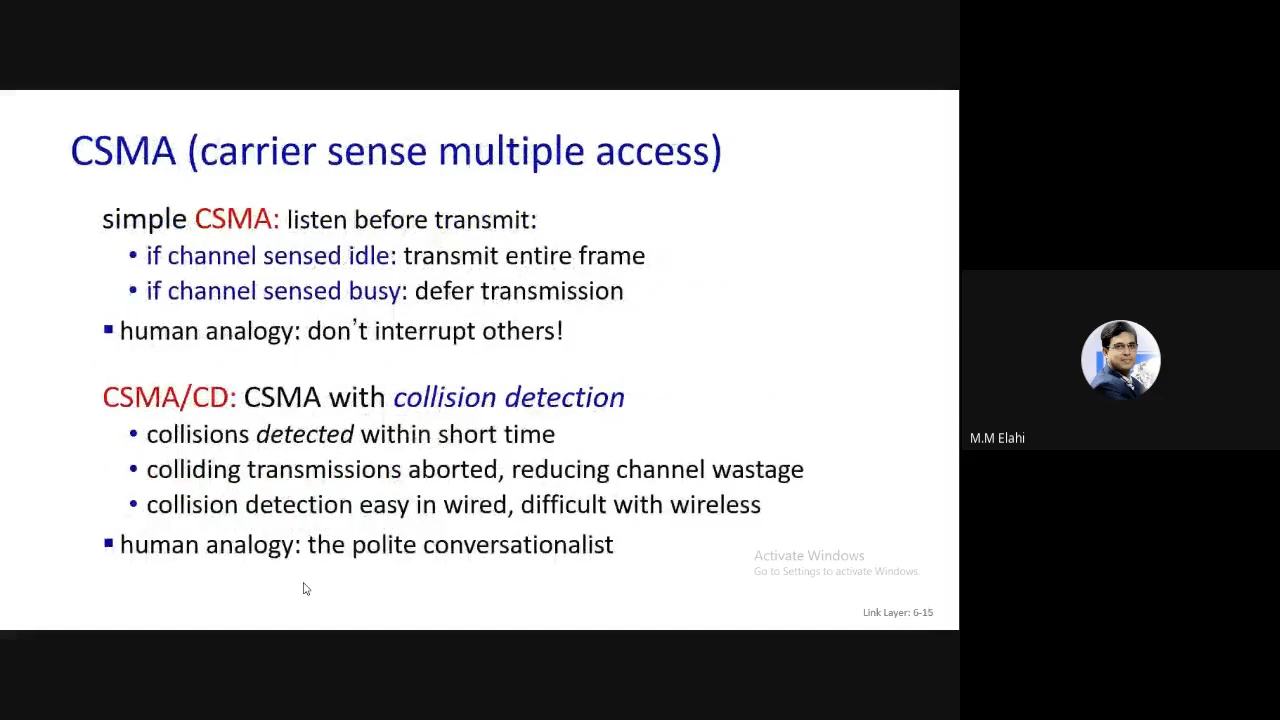 CSMA (carrier sense multiple access)
simple CSMA: listen before transmit:
• if channel sensed idle: transmit entire frame
• if channel sensed busy: defer transmission
▪ human analogy: don’t interrupt others!
CSMA/CD: CSMA with collision detection
• collisions detected within short time
• colliding transmissions aborted, reducing channel wastage
• collision detection easy in wired, difficult with wireless
▪ human analogy: the polite conversationalist
Activate Windows
Go to Settings to activate Windows.
Link Layer: 6-15
M.M Elahi